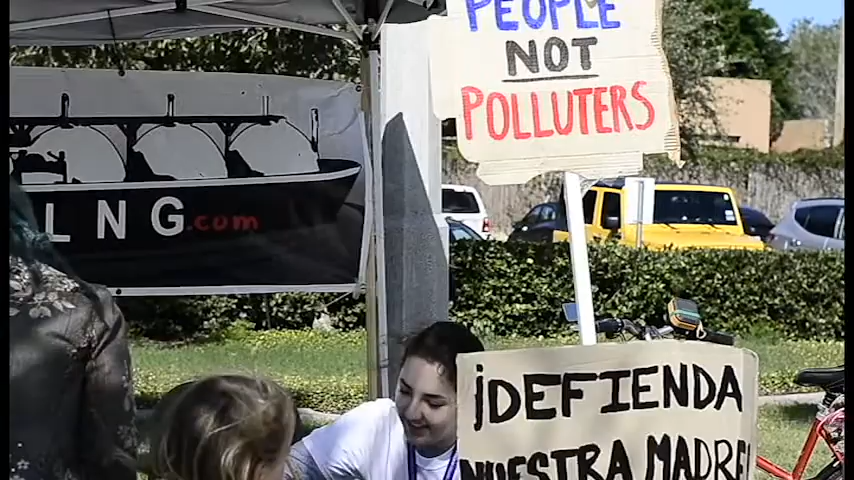 PEOPLE
NOT
POLLUTERS
LNG.com
¡DEFIENDA
NUESTRA MADRE